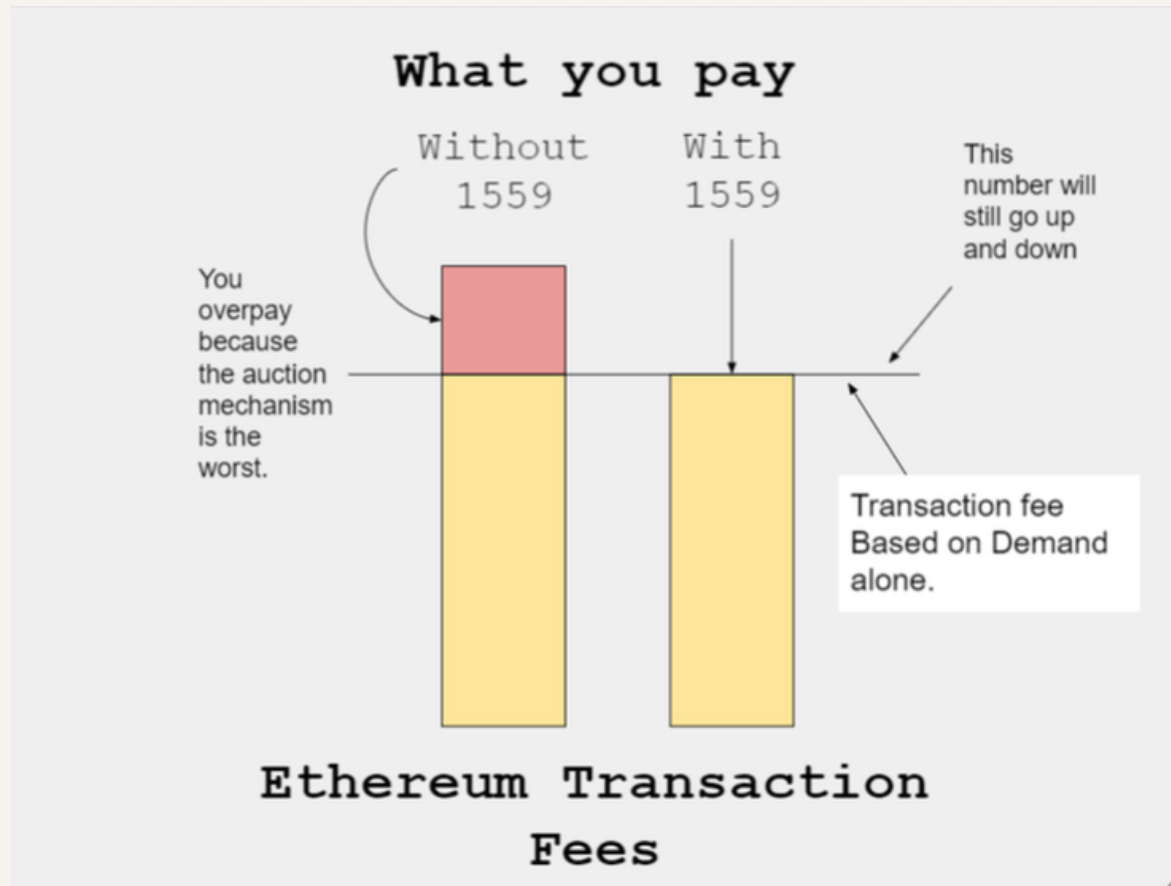 What you pay
Without
1559
With
1559
This
number will
still go up
and down
You
overpay
because
the auction
mechanism
is the
worst.
Transaction fee
Based on Demand
alone.
Ethereum Transaction
Fees